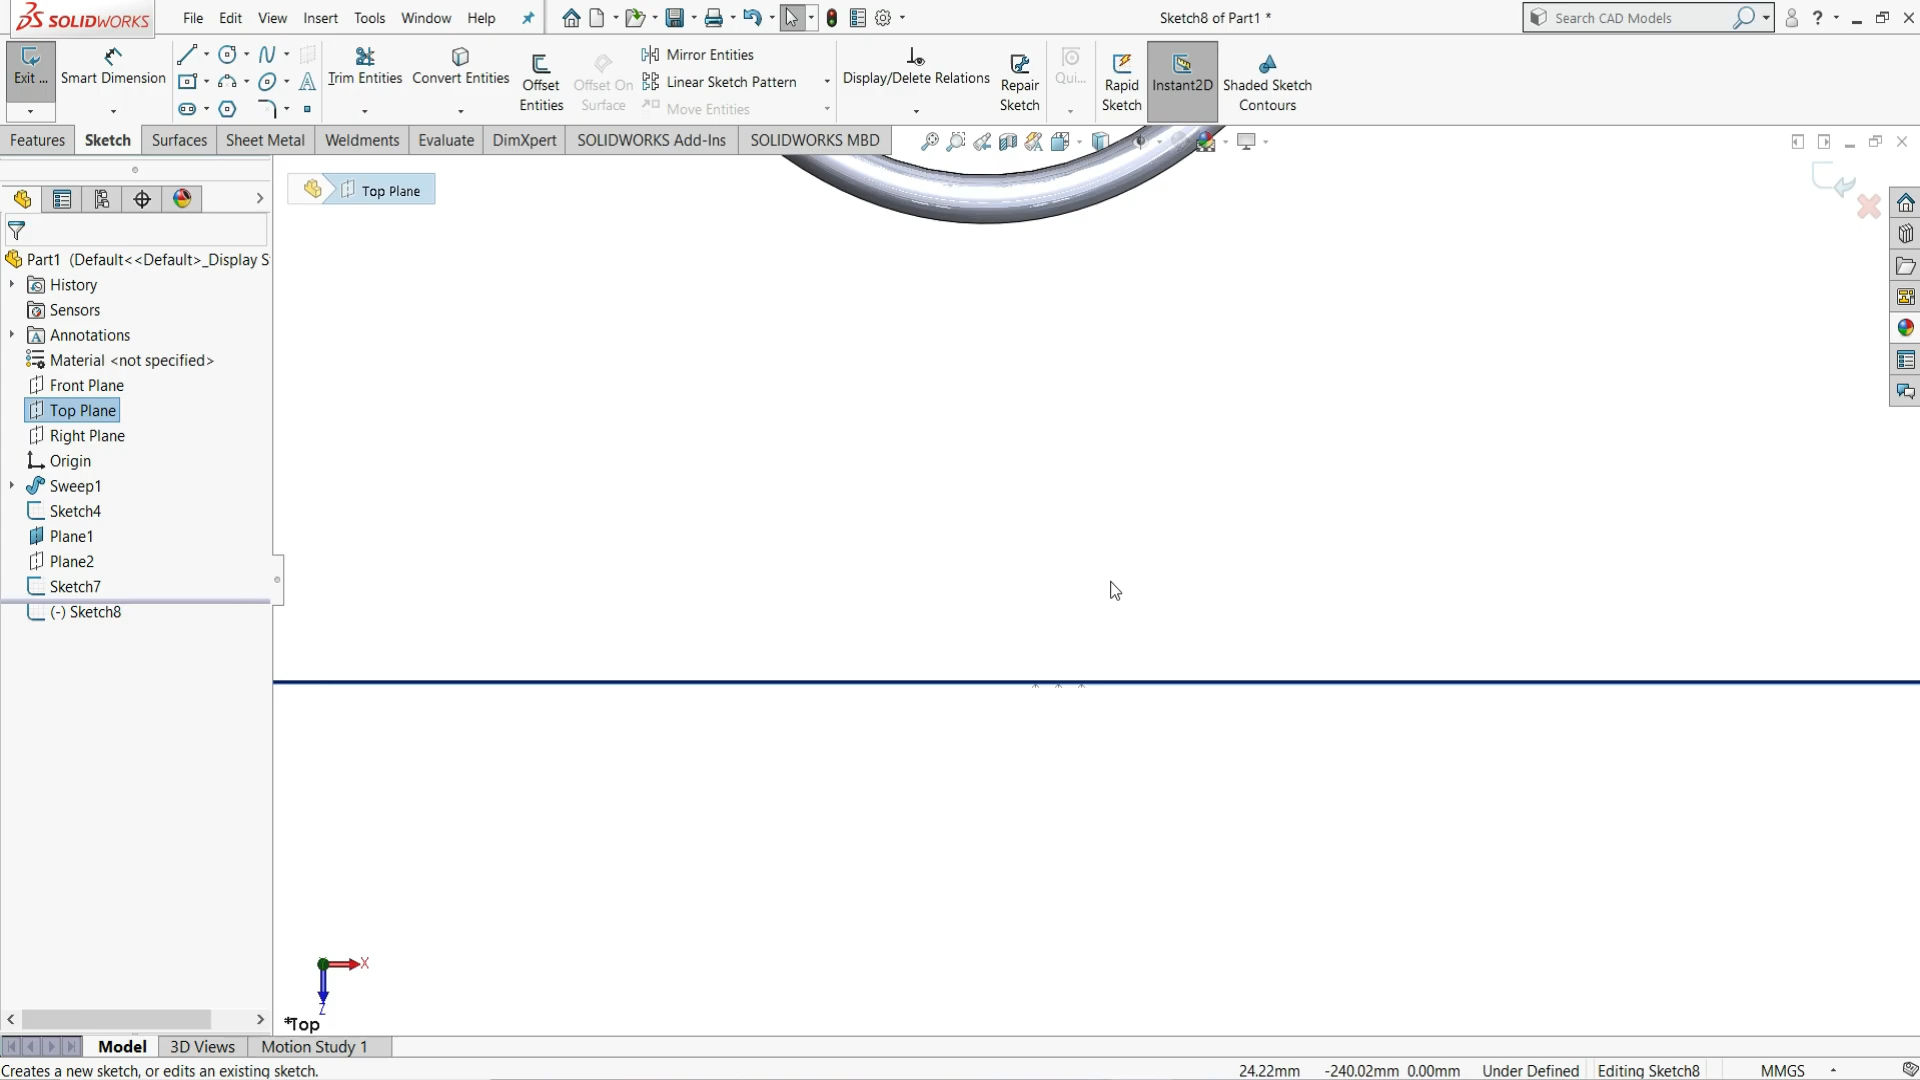 SOLIDWORKS File Edit View Insert Tools Window Help Sketch8 of Part1 * Search CAD Models ?
Exit ... Smart Dimension Trim Entities Convert Entities Offset Entities Offset On Surface Mirror Entities Linear Sketch Pattern Move Entities Display/Delete Relations Repair Sketch Qui... Rapid Sketch Instant2D Shaded Sketch Contours
Features Sketch Surfaces Sheet Metal Weldments Evaluate DimXpert SOLIDWORKS Add-Ins SOLIDWORKS MBD
Top Plane
Part1 (Default<<Default>_Display S
History
Sensors
Annotations
Material <not specified>
Front Plane
Top Plane
Right Plane
Origin
Sweep1
Sketch4
Plane1
Plane2
Sketch7
(-) Sketch8
X
Z
*Top
Model 3D Views Motion Study 1
Creates a new sketch, or edits an existing sketch. 24.22mm -240.02mm 0.00mm Under Defined Editing Sketch8 MMGS